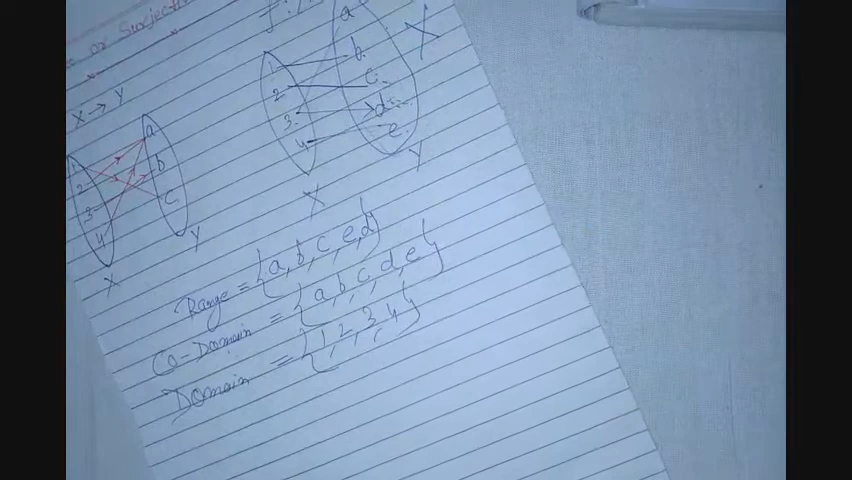 or Surjective
f :
X → Y
1
2
3
4
X
a
b
c
Y
1
2
3
4
X
a
b
c
d
e
Y
X
Range = {a, b, c, e, d}
Co-Domain = {a, b, c, d, e}
Domain = {1, 2, 3, 4}